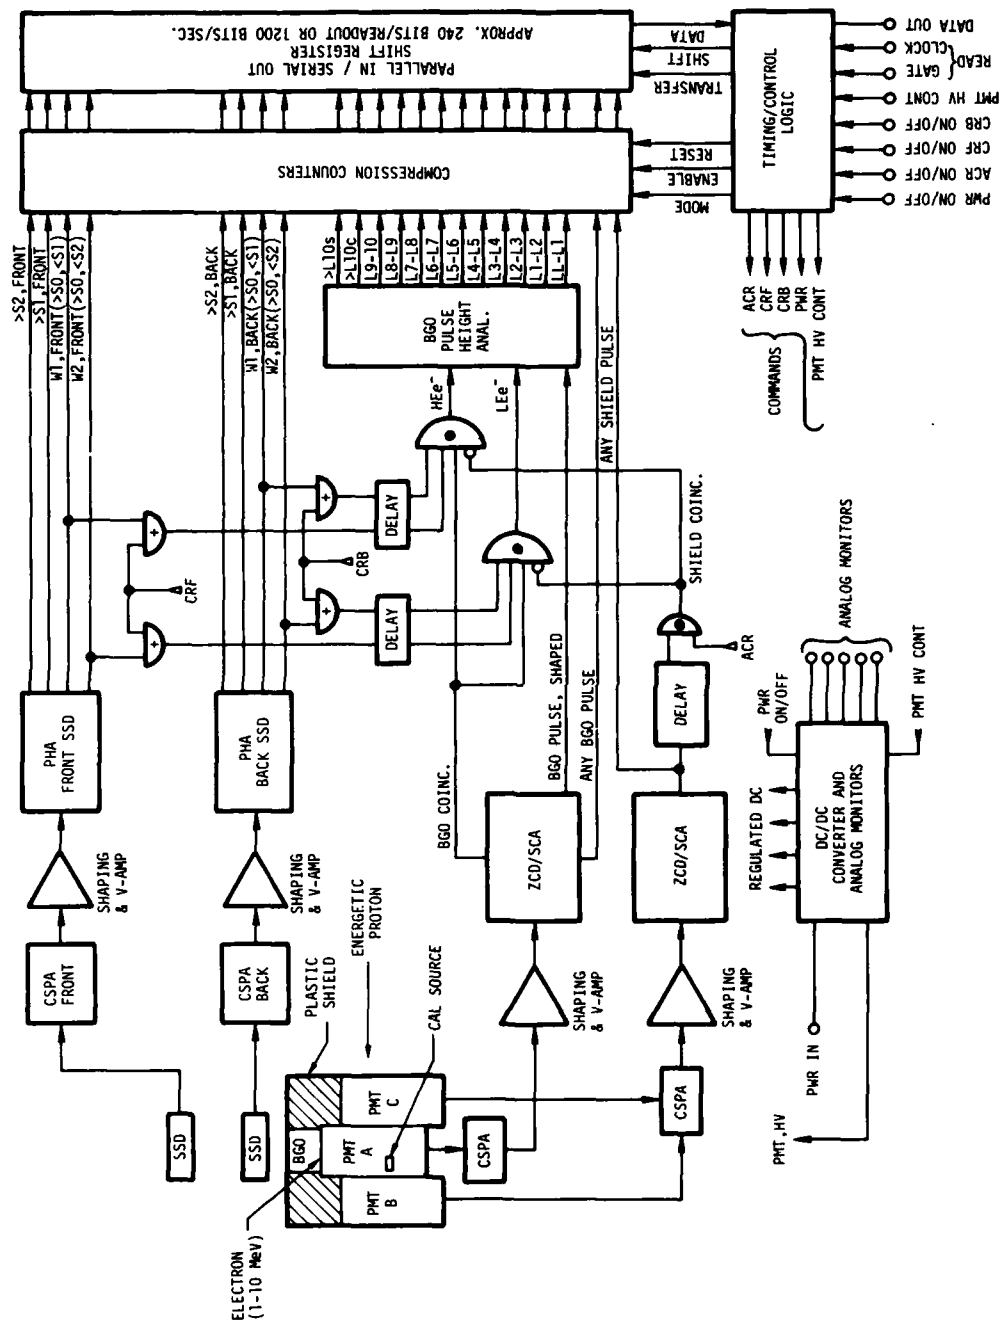 SSD
CSPA
FRONT
SHAPING
& V-AMP
PHA
FRONT SSD
>S2,FRONT
>S1,FRONT
W1,FRONT(>S0,<S1)
W2,FRONT(>S0,<S2)
CRF
SSD
CSPA
BACK
SHAPING
& V-AMP
PHA
BACK SSD
>S2,BACK
>S1,BACK
W1,BACK(>S0,<S1)
W2,BACK(>S0,<S2)
CRB
+
+
+
+
DELAY
DELAY
ELECTRON
(1-10 MeV)
BGO
PMT
A
PMT
B
PMT
C
PLASTIC
SHIELD
ENERGETIC
PROTON
CAL SOURCE
CSPA
SHAPING
& V-AMP
ZCD/SCA
BGO COINC.
BGO PULSE, SHAPED
ANY BGO PULSE
CSPA
SHAPING
& V-AMP
ZCD/SCA
DELAY
ACR
SHIELD COINC.
ANY SHIELD PULSE
HEe-
LEe-
BGO
PULSE
HEIGHT
ANAL.
>L10s
>L10c
L9-10
L8-L9
L7-L8
L6-L7
L5-L6
L4-L5
L3-L4
L2-L3
L1-L2
LL-L1
COMPRESSION COUNTERS
PARALLEL IN / SERIAL OUT
SHIFT REGISTER
APPROX. 240 BITS/READOUT OR 1200 BITS/SEC.
MODE
ENABLE
RESET
TRANSFER
SHIFT
DATA
TIMING/CONTROL
LOGIC
COMMANDS
ACR
CRF
CRB
PWR
PMT HV CONT
PWR ON/OFF
ACR ON/OFF
CRF ON/OFF
CRB ON/OFF
PMT HV CONT
GATE
CLOCK
READ
DATA OUT
PMT,HV
PWR IN
REGULATED DC
PWR
ON/OFF
DC/DC
CONVERTER AND
ANALOG MONITORS
ANALOG MONITORS
PMT HV CONT